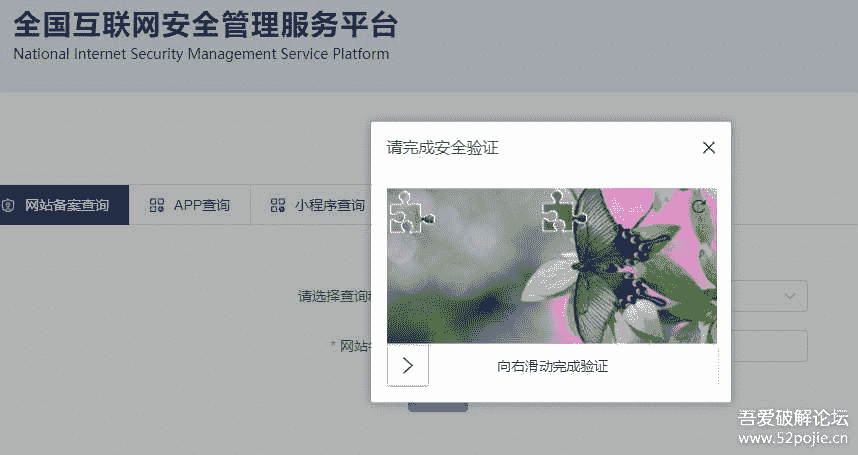 全国互联网安全管理服务平台
National Internet Security Management Service Platform
请完成安全验证
网站备案查询
APP查询
小程序查询
请选择查询
* 网站
向右滑动完成验证
吾爱破解论坛
www.52pojie.cn